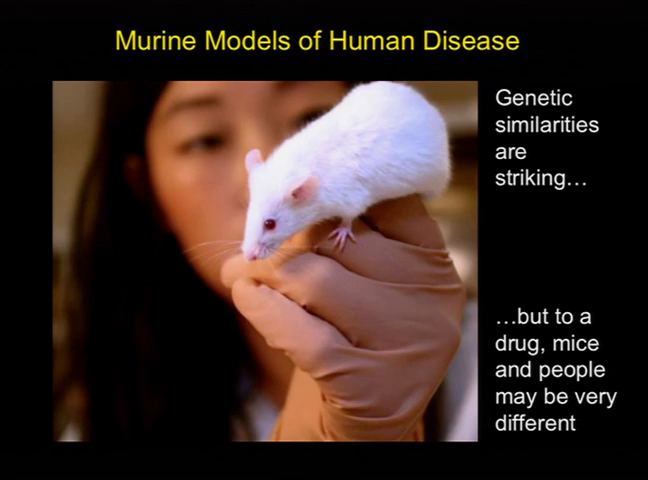 Murine Models of Human Disease
Genetic
similarities
are
striking…
…but to a
drug, mice
and people
may be very
different